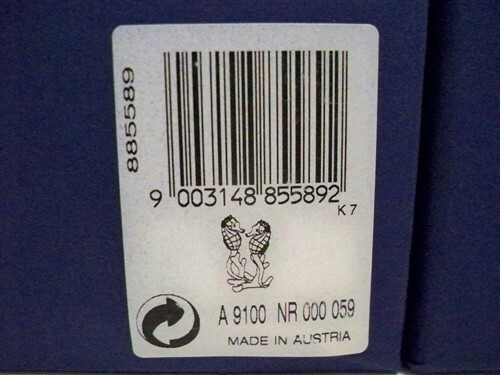 885589
9 003148 855892
K7
A 9100 NR 000 059
MADE IN AUSTRIA